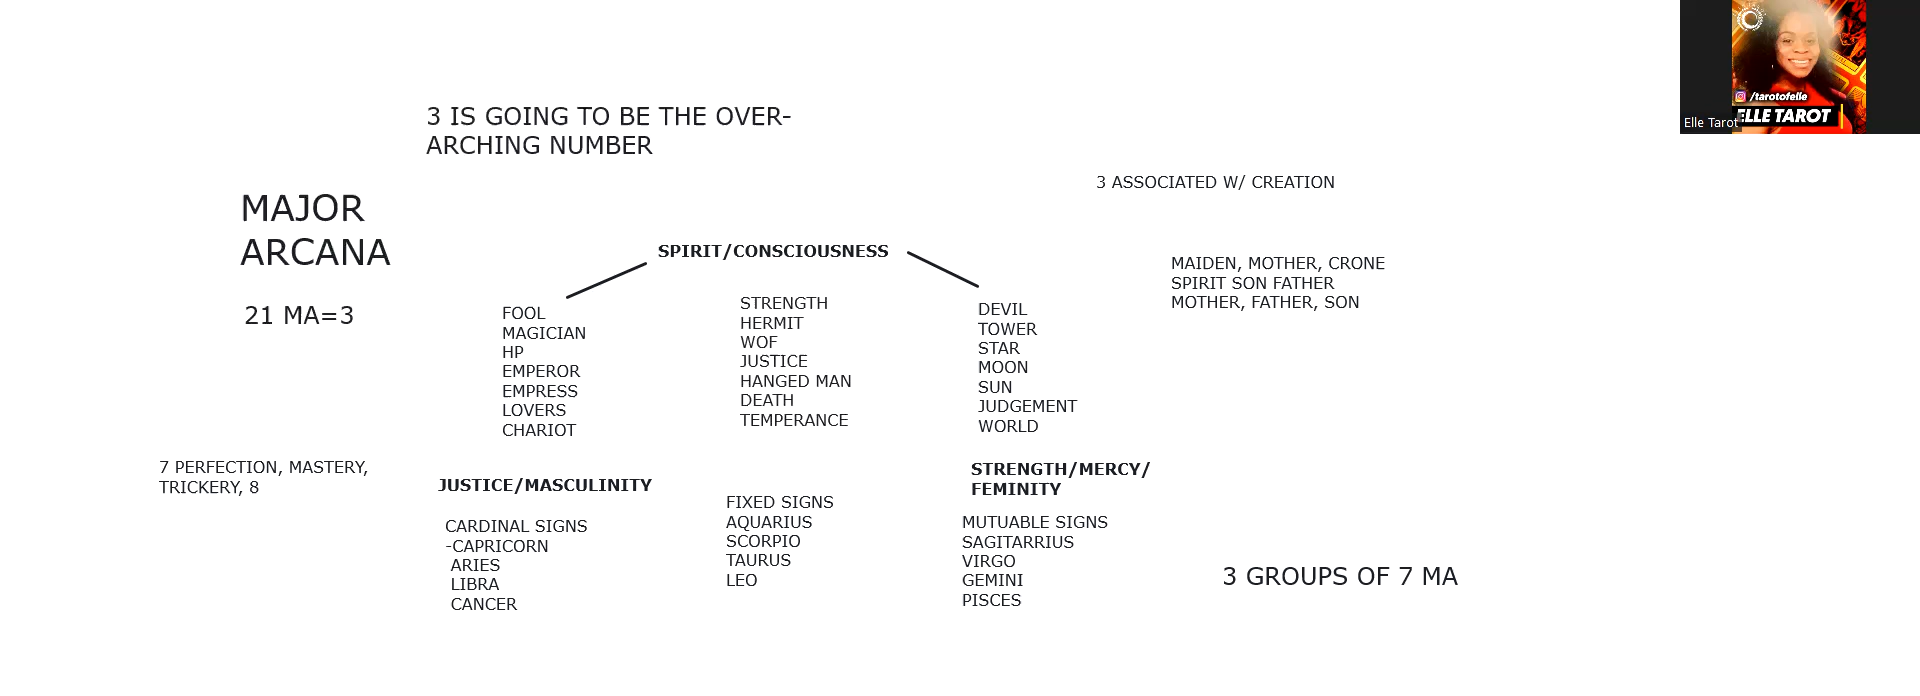 3 IS GOING TO BE THE OVER-
ARCHING NUMBER
3 ASSOCIATED W/ CREATION
MAJOR
ARCANA
21 MA=3
SPIRIT/CONSCIOUSNESS
MAIDEN, MOTHER, CRONE
SPIRIT SON FATHER
MOTHER, FATHER, SON
FOOL
MAGICIAN
HP
EMPEROR
EMPRESS
LOVERS
CHARIOT
STRENGTH
HERMIT
WOF
JUSTICE
HANGED MAN
DEATH
TEMPERANCE
DEVIL
TOWER
STAR
MOON
SUN
JUDGEMENT
WORLD
7 PERFECTION, MASTERY,
TRICKERY, 8
JUSTICE/MASCULINITY
CARDINAL SIGNS
-CAPRICORN
ARIES
LIBRA
CANCER
FIXED SIGNS
AQUARIUS
SCORPIO
TAURUS
LEO
STRENGTH/MERCY/
FEMINITY
MUTUABLE SIGNS
SAGITARRIUS
VIRGO
GEMINI
PISCES
3 GROUPS OF 7 MA
/tarotofelle
ELLE TAROT
Elle Tarot